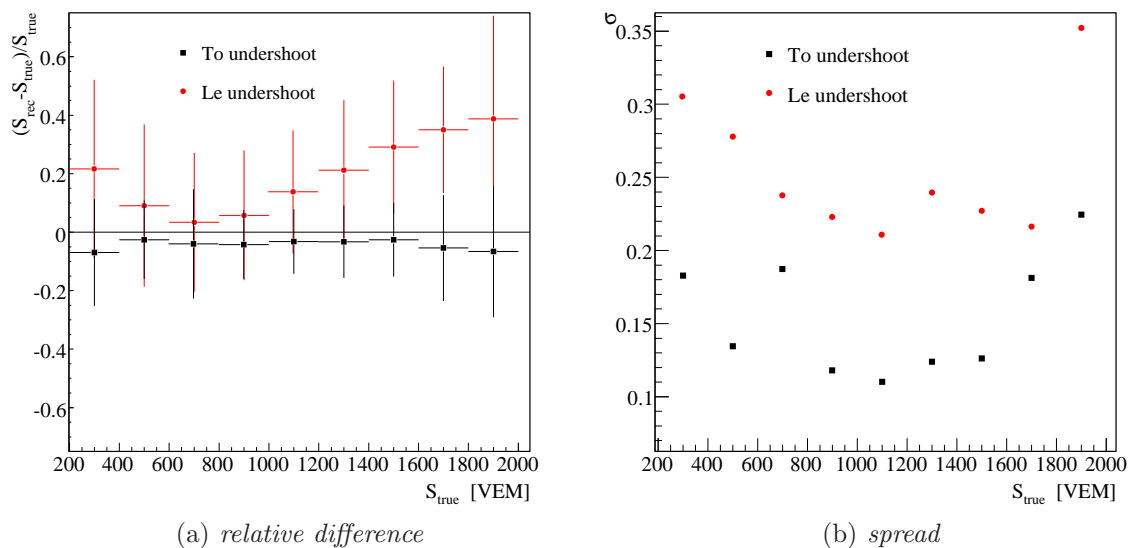 (S_rec-S_true)/S_true
0.6
0.4
0.2
0
-0.2
-0.4
-0.6
To undershoot
Le undershoot
200 400 600 800 1000 1200 1400 1600 1800 2000
S_true [VEM]
(a) relative difference
σ
0.35
0.3
0.25
0.2
0.15
0.1
To undershoot
Le undershoot
200 400 600 800 1000 1200 1400 1600 1800 2000
S_true [VEM]
(b) spread